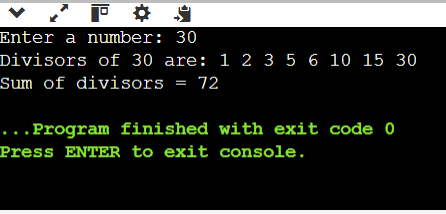 Enter a number: 30
Divisors of 30 are: 1 2 3 5 6 10 15 30
Sum of divisors = 72
...Program finished with exit code 0
Press ENTER to exit console.